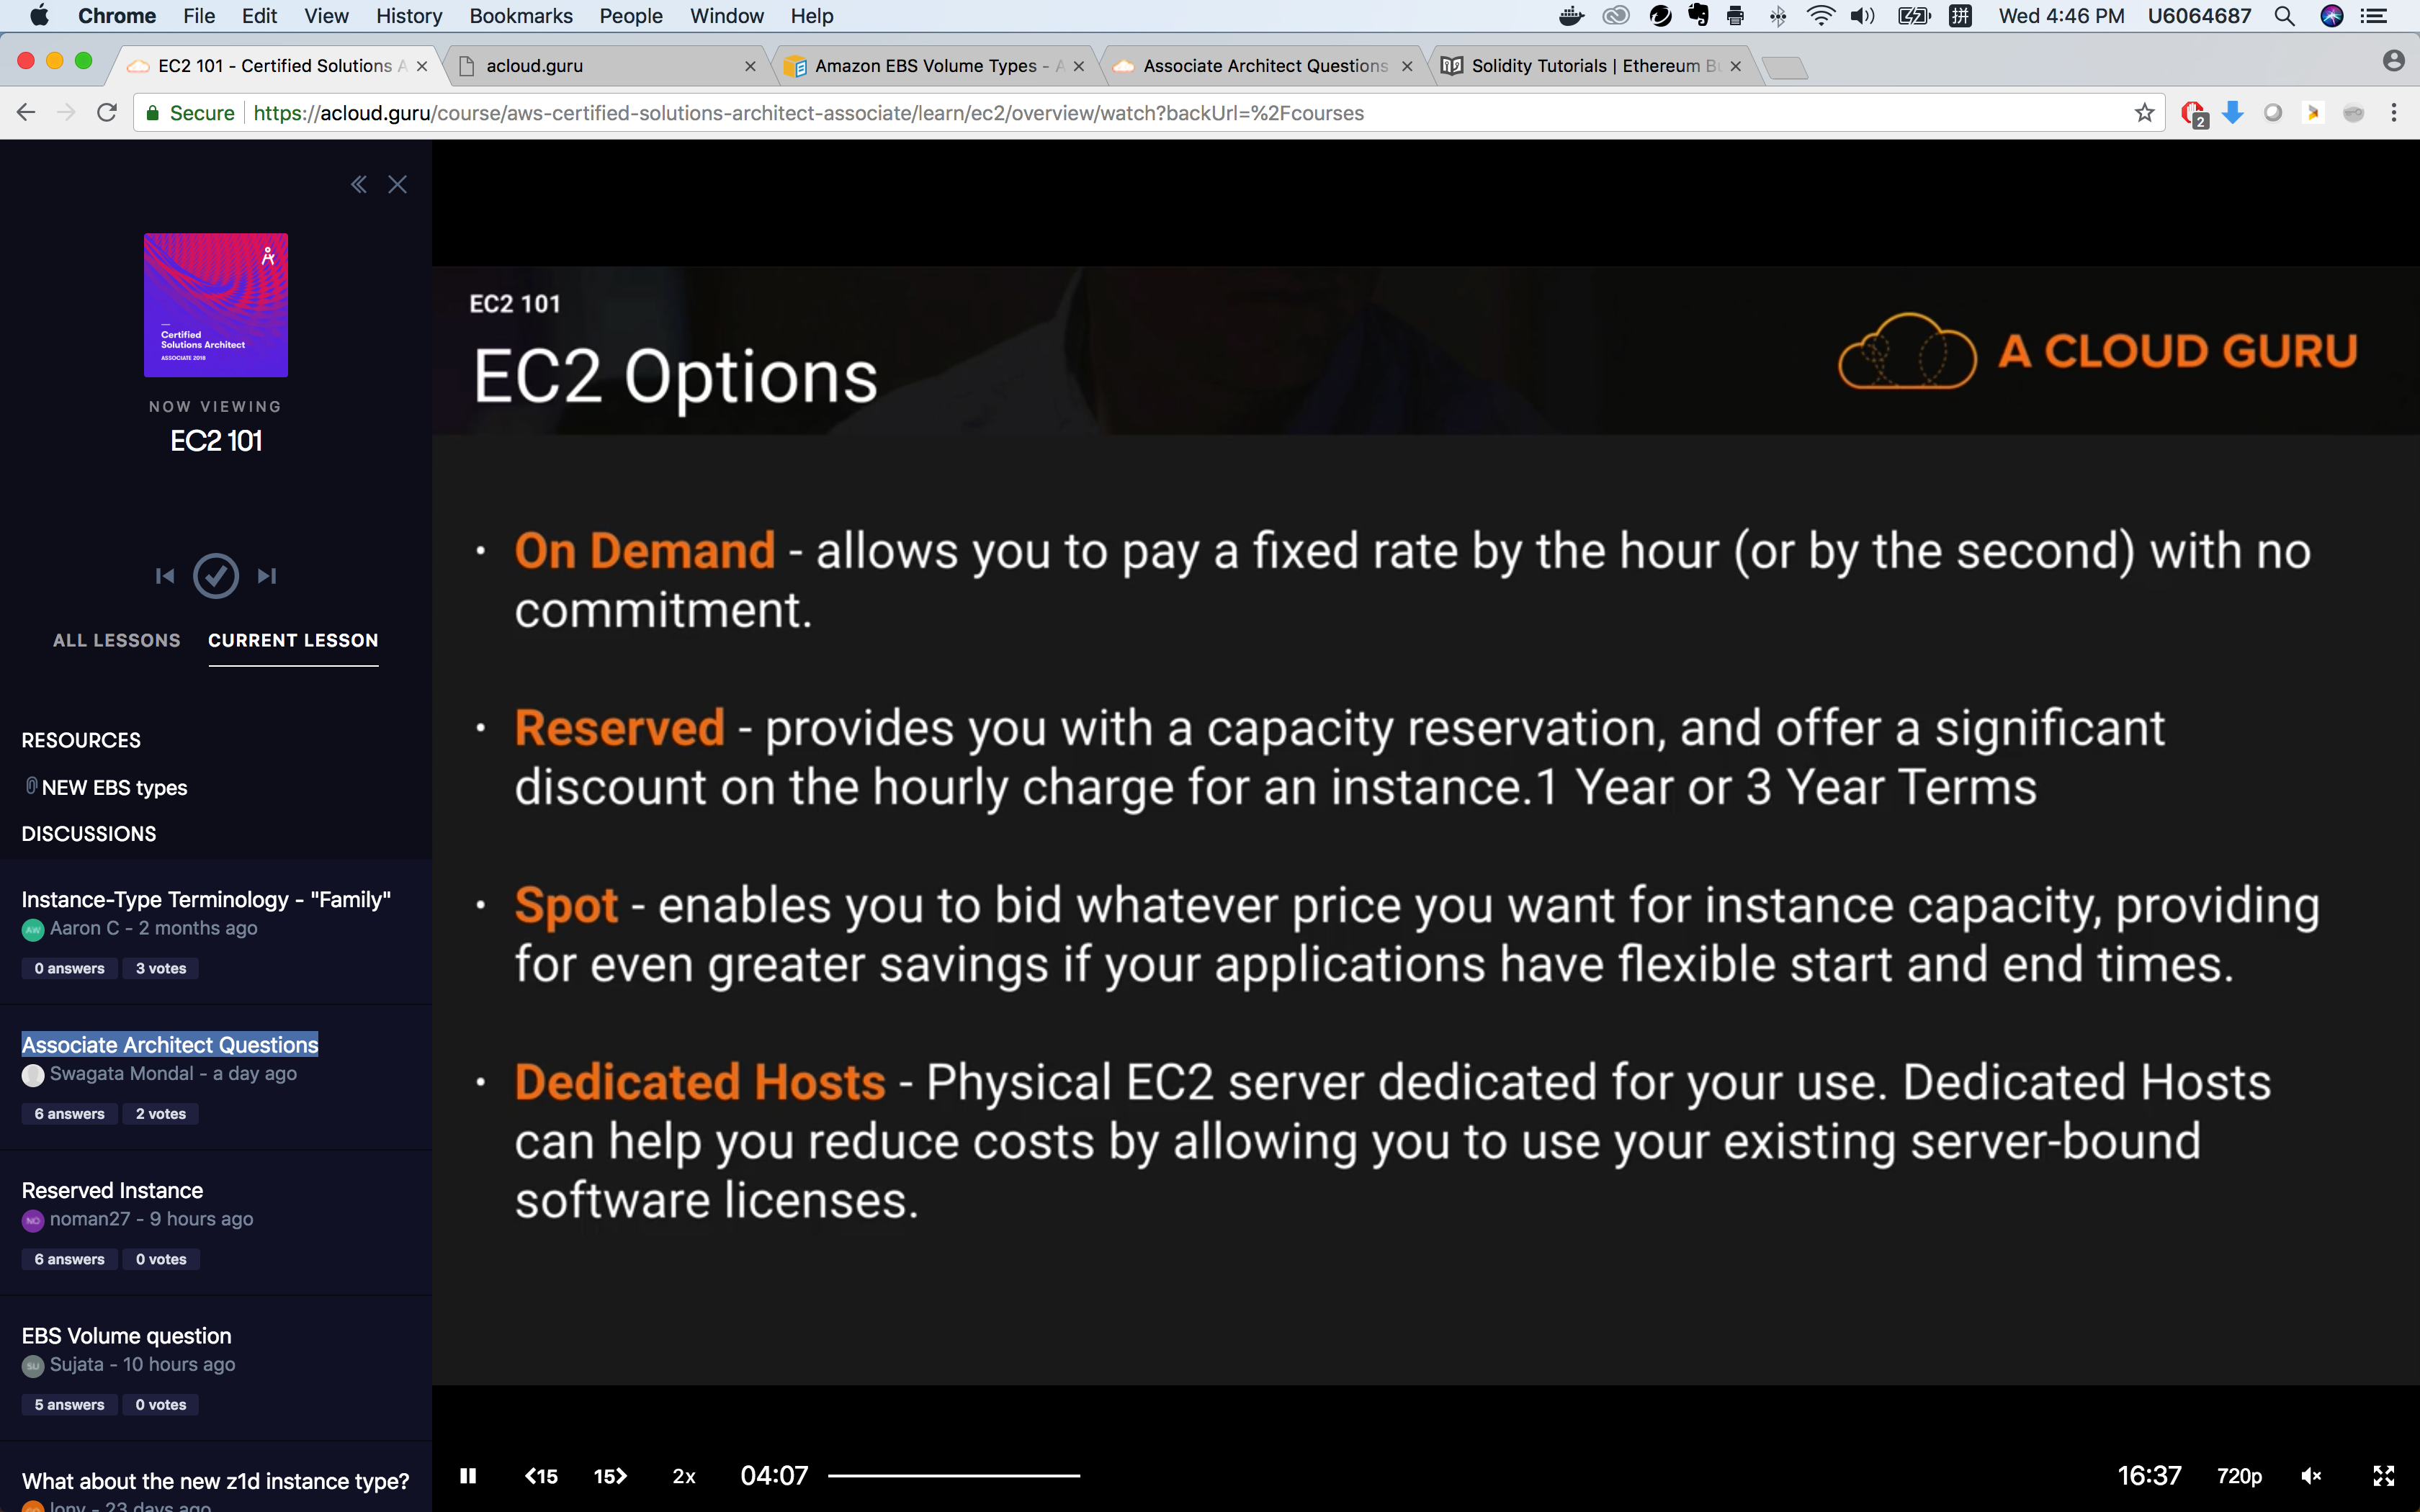 Chrome File Edit View History Bookmarks People Window Help 拼 Wed 4:46 PM U6064687
EC2 101 - Certified Solutions A
acloud.guru
Amazon EBS Volume Types - A
Associate Architect Questions
Solidity Tutorials | Ethereum Bu
Secure https://acloud.guru/course/aws-certified-solutions-architect-associate/learn/ec2/overview/watch?backUrl=%2Fcourses
2
Certified
Solutions Architect
ASSOCIATE 2018
NOW VIEWING
EC2 101
ALL LESSONS CURRENT LESSON
RESOURCES
NEW EBS types
DISCUSSIONS
Instance-Type Terminology - "Family"
AW Aaron C - 2 months ago
0 answers 3 votes
Associate Architect Questions
Swagata Mondal - a day ago
6 answers 2 votes
Reserved Instance
NO noman27 - 9 hours ago
6 answers 0 votes
EBS Volume question
SU Sujata - 10 hours ago
5 answers 0 votes
What about the new z1d instance type?
- 23 days ago
EC2 101
EC2 Options
A CLOUD GURU
• On Demand - allows you to pay a fixed rate by the hour (or by the second) with no
commitment.
• Reserved - provides you with a capacity reservation, and offer a significant
discount on the hourly charge for an instance.1 Year or 3 Year Terms
• Spot - enables you to bid whatever price you want for instance capacity, providing
for even greater savings if your applications have flexible start and end times.
• Dedicated Hosts - Physical EC2 server dedicated for your use. Dedicated Hosts
can help you reduce costs by allowing you to use your existing server-bound
software licenses.
15 15 2x 04:07 16:37 720p